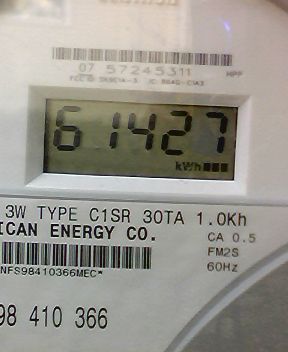 07 57245311 HPP
61427
kWh
3W TYPE C1SR 30TA 1.0Kh
ICAN ENERGY CO. CA 0.5
FM2S
60Hz
NFS98410366MEC*
98 410 366